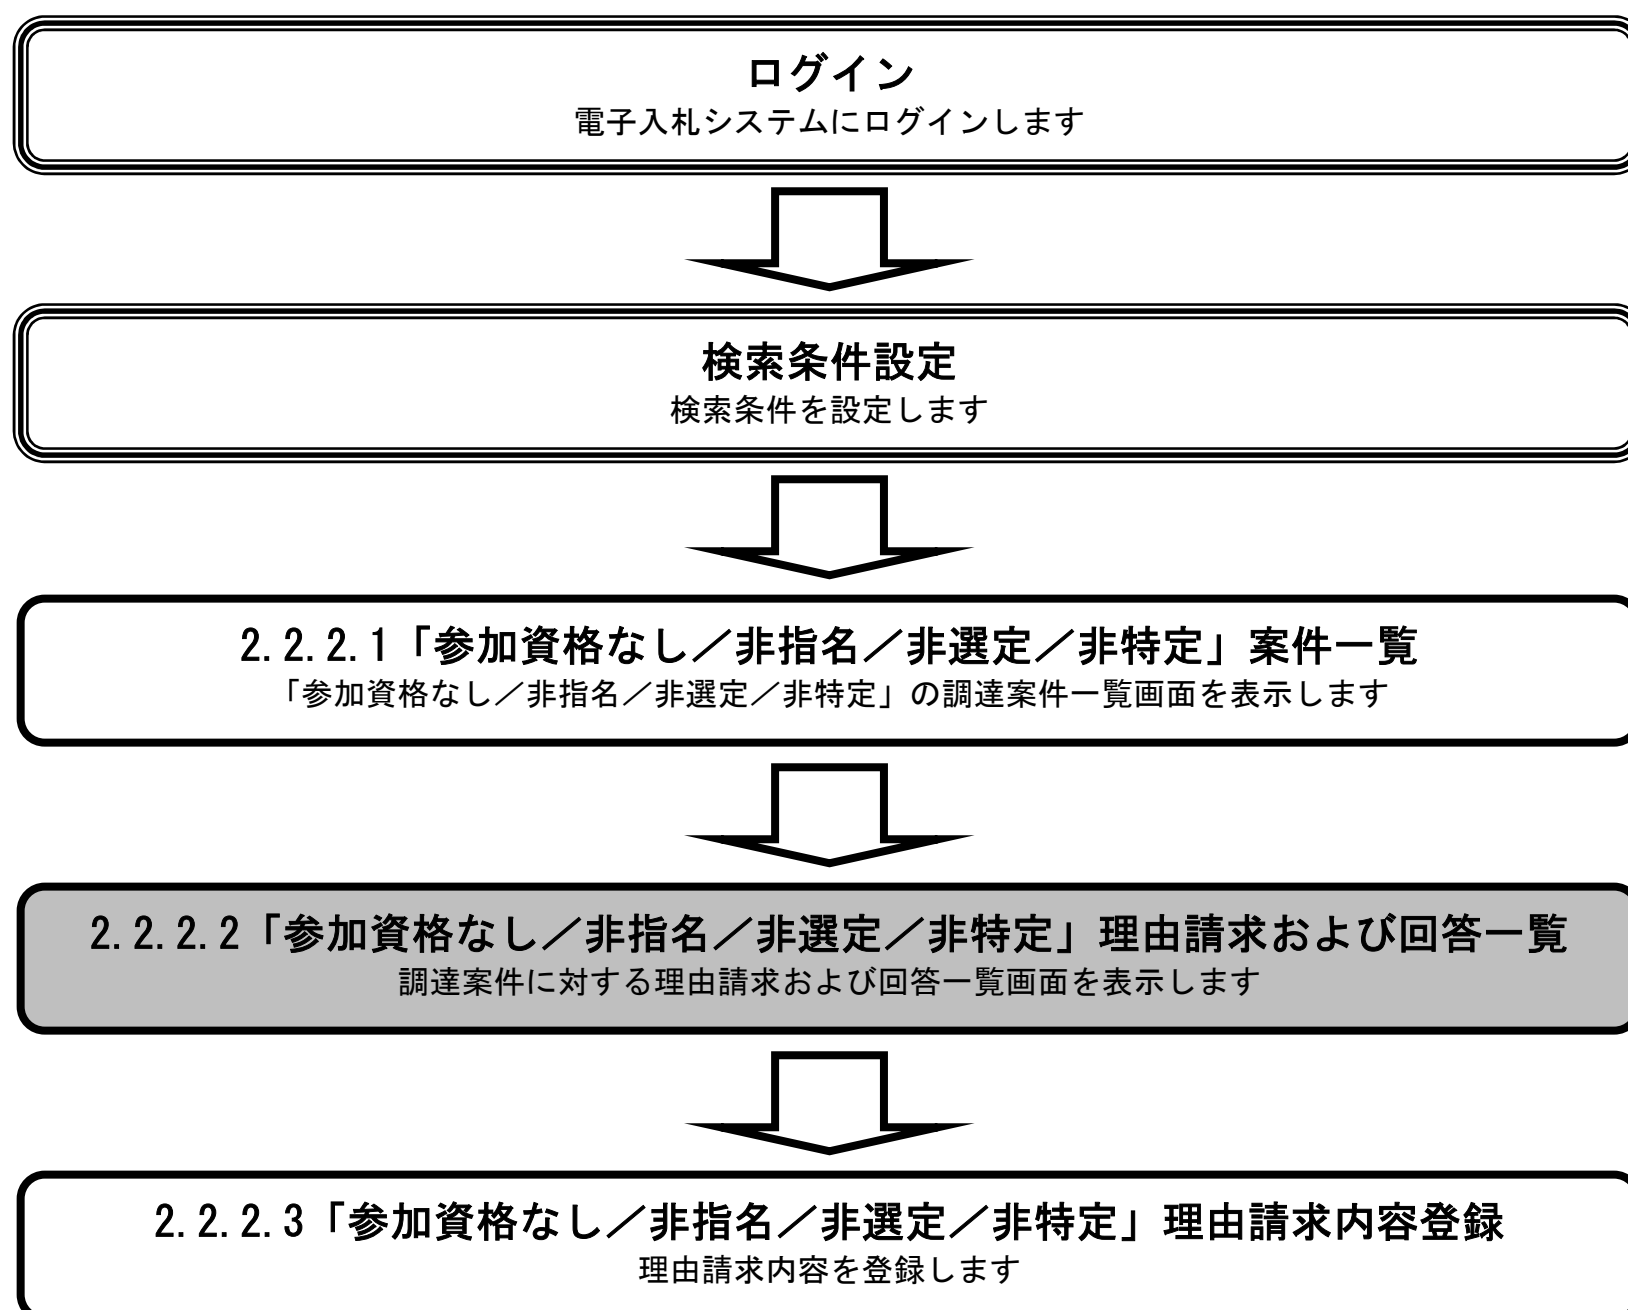 ログイン
電子入札システムにログインします
検索条件設定
検索条件を設定します
2.2.2.1「参加資格なし／非指名／非選定／非特定」案件一覧
「参加資格なし／非指名／非選定／非特定」の調達案件一覧画面を表示します
2.2.2.2「参加資格なし／非指名／非選定／非特定」理由請求および回答一覧
調達案件に対する理由請求および回答一覧画面を表示します
2.2.2.3「参加資格なし／非指名／非選定／非特定」理由請求内容登録
理由請求内容を登録します